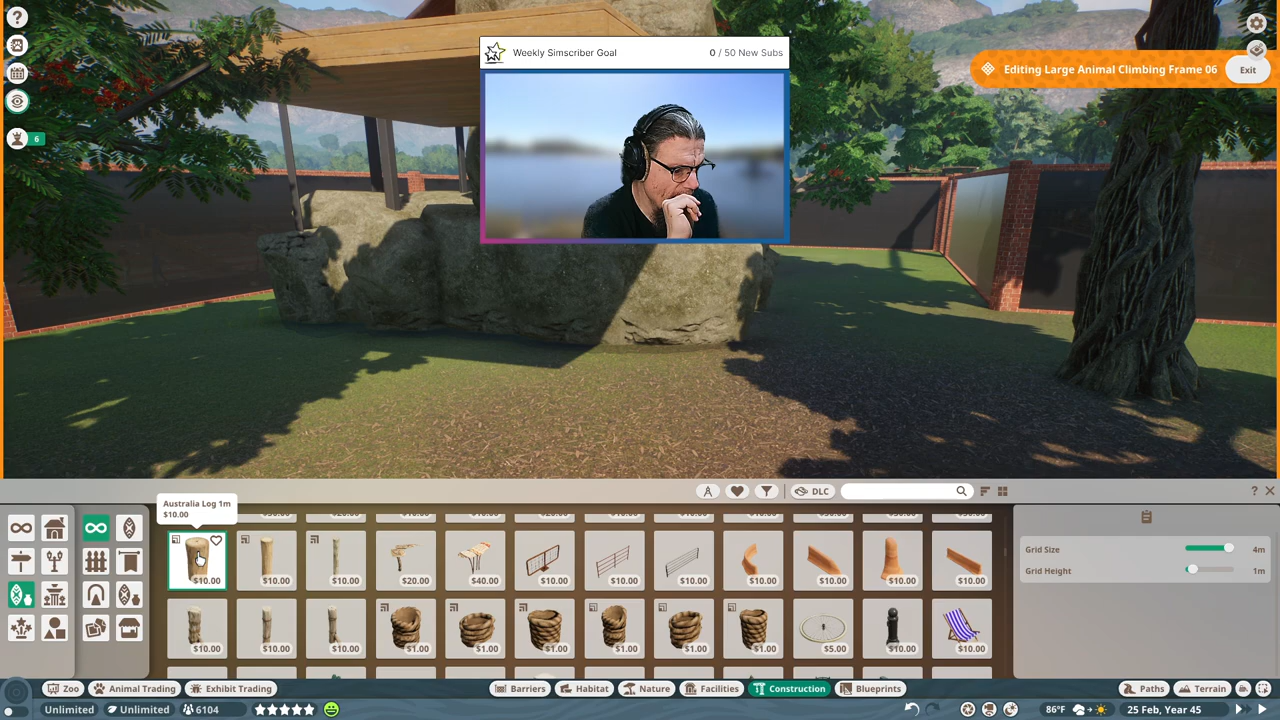 Weekly Simscriber Goal 0 / 50 New Subs
Editing Large Animal Climbing Frame 06 Exit
6
DLC
? ×
Australia Log 1m
$10.00
$10.00 $10.00 $10.00 $20.00 $40.00 $10.00 $10.00 $10.00 $10.00 $10.00 $10.00 $10.00
$10.00 $10.00 $10.00 $1.00 $1.00 $1.00 $1.00 $1.00 $1.00 $5.00 $10.00 $10.00
Grid Size 4m
Grid Height 1m
Zoo Animal Trading Exhibit Trading Barriers Habitat Nature Facilities Construction Blueprints Paths Terrain
Unlimited Unlimited 6104 86°F 25 Feb, Year 45